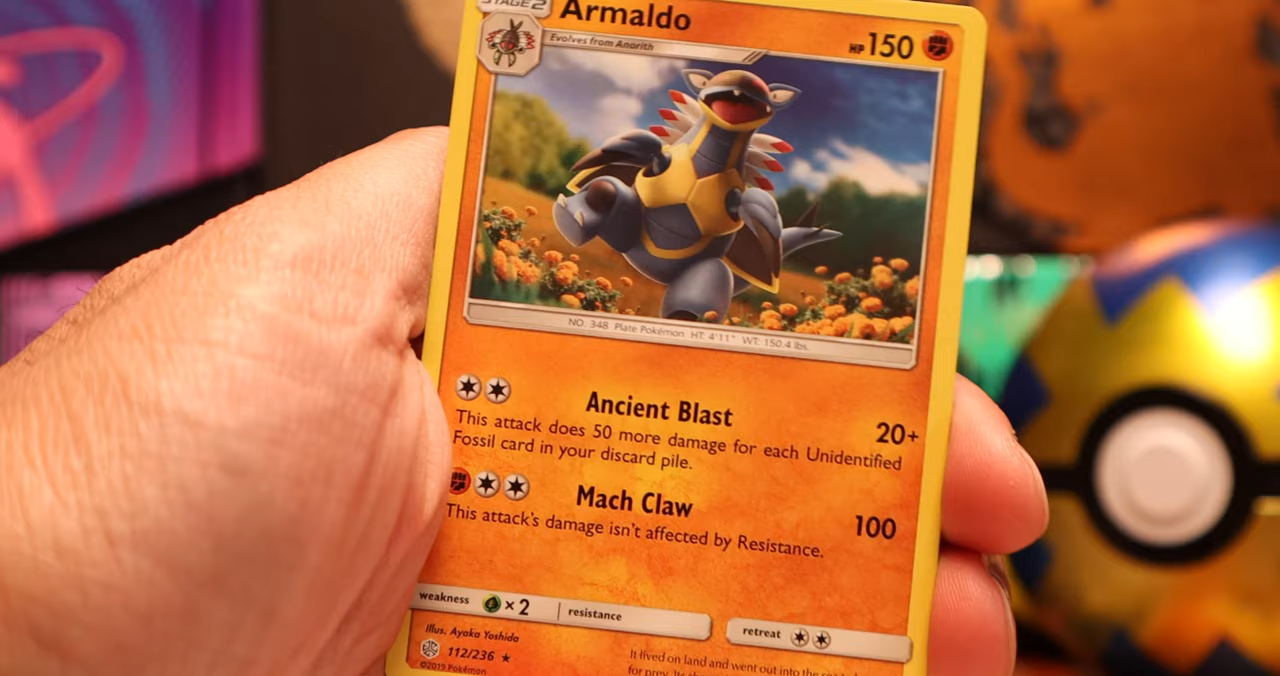 STAGE 2
Armaldo
HP 150
Evolves from Anorith
NO. 348 Plate Pokémon HT: 4'11" WT: 150.4 lbs.
Ancient Blast 20+
This attack does 50 more damage for each Unidentified
Fossil card in your discard pile.
Mach Claw 100
This attack's damage isn't affected by Resistance.
weakness ×2 resistance retreat
Illus. Ayaka Yoshida
112/236
©2019 Pokémon
It lived on land and went out into the
for prey. Its